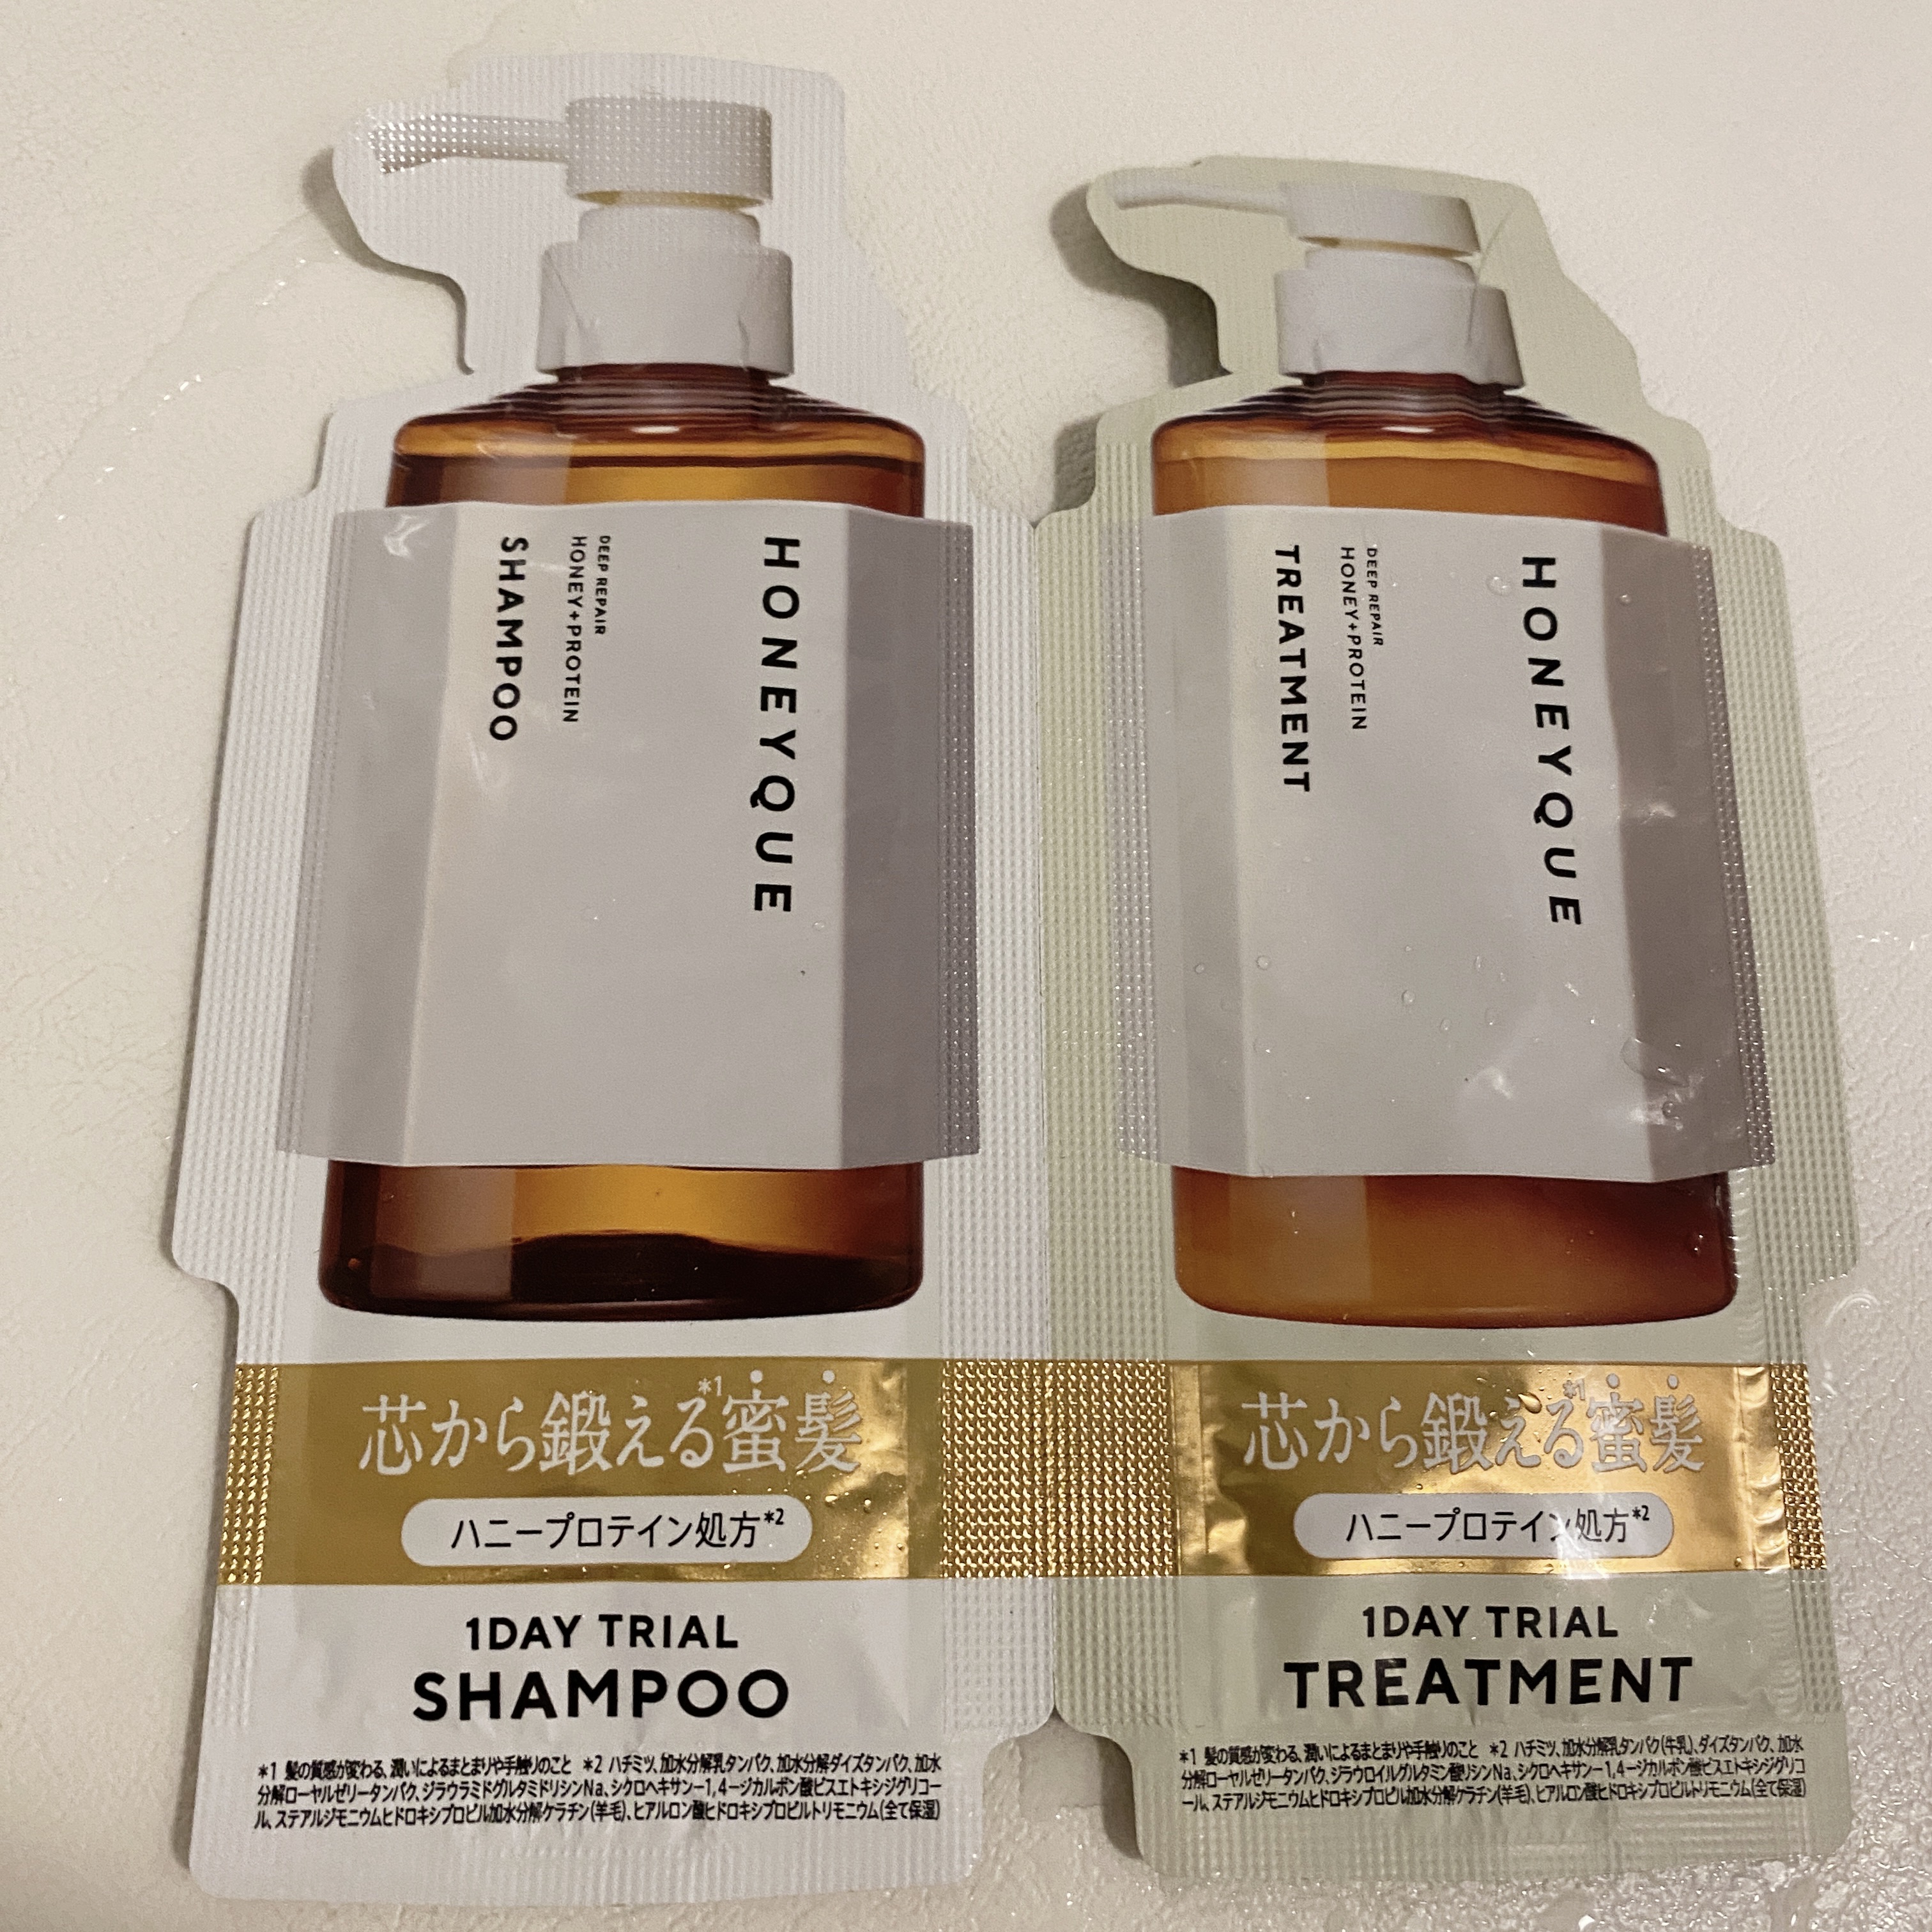 HONEYQUE
DEEP REPAIR
HONEY+PROTEIN
SHAMPOO
芯から鍛える*1蜜髪
ハニープロテイン処方*2
1DAY TRIAL
SHAMPOO
*1 髪の質感が変わる、潤いによるまとまりや手触りのこと *2 ハチミツ、加水分解乳タンパク、加水分解ダイズタンパク、加水
分解ローヤルゼリータンパク、ジラウラミドグルタミドリシンNa、シクロヘキサン-1,4-ジカルボン酸ビスエトキシジグリコー
ル、ステアルジモニウムヒドロキシプロピル加水分解ケラチン(羊毛)、ヒアルロン酸ヒドロキシプロピルトリモニウム(全て保湿)
HONEYQUE
DEEP REPAIR
HONEY+PROTEIN
TREATMENT
芯から鍛える*1蜜髪
ハニープロテイン処方*2
1DAY TRIAL
TREATMENT
*1 髪の質感が変わる、潤いによるまとまりや手触りのこと *2 ハチミツ、加水分解乳タンパク(牛乳)、ダイズタンパク、加水
分解ローヤルゼリータンパク、ジラウロイルグルタミン酸リシンNa、シクロヘキサン-1,4-ジカルボン酸ビスエトキシジグリコ
ール、ステアルジモニウムヒドロキシプロピル加水分解ケラチン(羊毛)、ヒアルロン酸ヒドロキシプロピルトリモニウム(全て保湿)